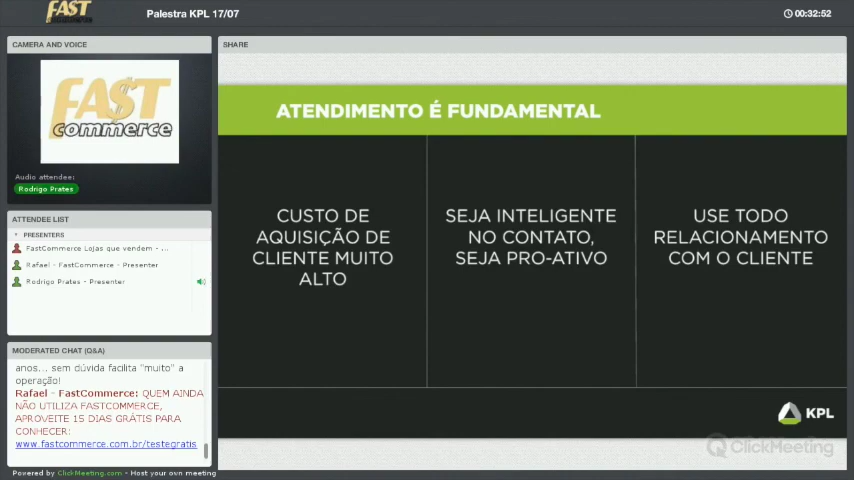 FAST
commerce
Palestra KPL 17/07
00:32:52
CAMERA AND VOICE
FA$T
commerce
Audio attendee:
Rodrigo Prates
ATTENDEE LIST
PRESENTERS
FastCommerce Lojas que vendem - ...
Rafael - FastCommerce - Presenter
Rodrigo Prates - Presenter
MODERATED CHAT (Q&A)
anos... sem dúvida facilita "muito" a
operação!
Rafael - FastCommerce: QUEM AINDA
NÃO UTILIZA FASTCOMMERCE,
APROVEITE 15 DIAS GRÁTIS PARA
CONHECER:
www.fastcommerce.com.br/testegratis
Powered by ClickMeeting.com - Host your own meeting
SHARE
ATENDIMENTO É FUNDAMENTAL
CUSTO DE
AQUISIÇÃO DE
CLIENTE MUITO
ALTO
SEJA INTELIGENTE
NO CONTATO,
SEJA PRO-ATIVO
USE TODO
RELACIONAMENTO
COM O CLIENTE
KPL
ClickMeeting